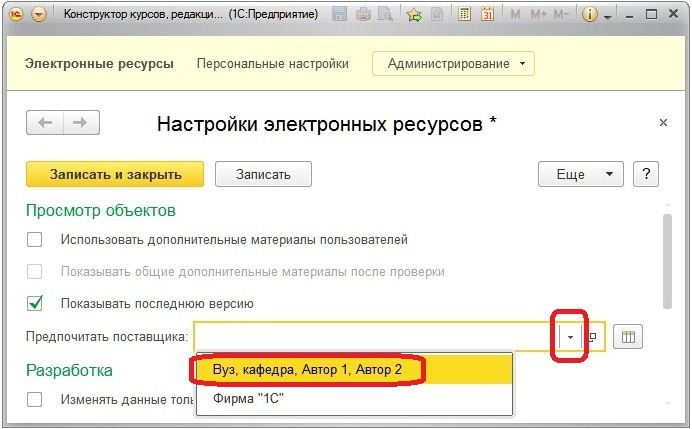 Конструктор курсов, редакци... (1С:Предприятие)
M M+ M-
Электронные ресурсы Персональные настройки Администрирование
Настройки электронных ресурсов *
Записать и закрыть Записать Еще ?
Просмотр объектов
Использовать дополнительные материалы пользователей
Показывать общие дополнительные материалы после проверки
Показывать последнюю версию
Предпочитать поставщика:
Вуз, кафедра, Автор 1, Автор 2
Разработка
Фирма "1С"
Изменять данные толь